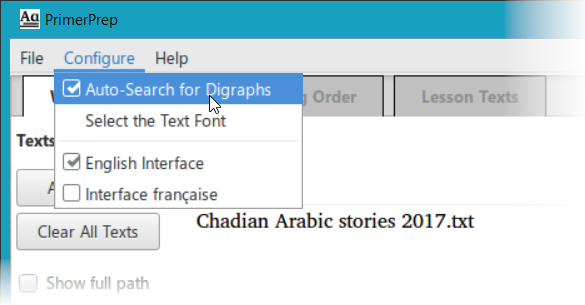 PrimerPrep
File Configure Help
Auto-Search for Digraphs
Order Lesson Texts
Select the Text Font
Texts
English Interface
Interface française
Chadian Arabic stories 2017.txt
Clear All Texts
Show full path